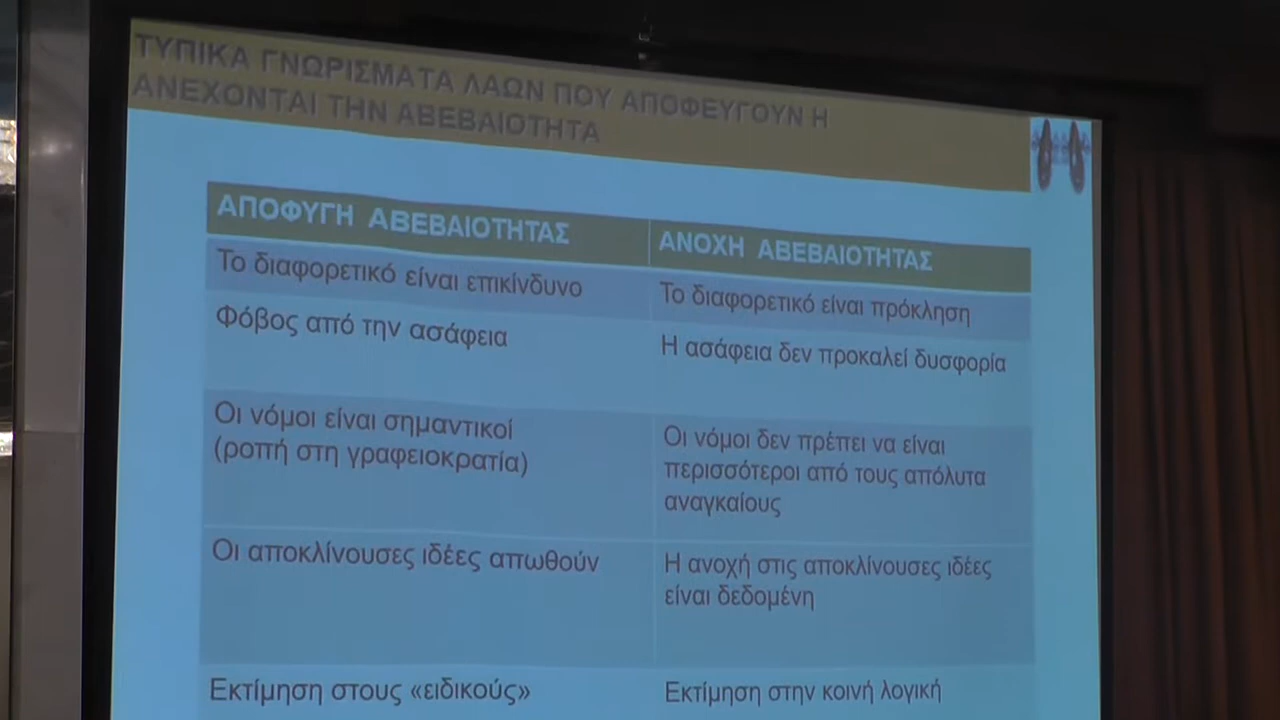 ΤΥΠΙΚΑ ΓΝΩΡΙΣΜΑΤΑ ΛΑΩΝ ΠΟΥ ΑΠΟΦΕΥΓΟΥΝ Η
ΑΝΕΧΟΝΤΑΙ ΤΗΝ ΑΒΕΒΑΙΟΤΗΤΑ
ΑΠΟΦΥΓΗ ΑΒΕΒΑΙΟΤΗΤΑΣ
ΑΝΟΧΗ ΑΒΕΒΑΙΟΤΗΤΑΣ
Το διαφορετικό είναι επικίνδυνο
Το διαφορετικό είναι πρόκληση
Φόβος από την ασάφεια
Η ασάφεια δεν προκαλεί δυσφορία
Οι νόμοι είναι σημαντικοί
(ροπή στη γραφειοκρατία)
Οι νόμοι δεν πρέπει να είναι
περισσότεροι από τους απόλυτα
αναγκαίους
Οι αποκλίνουσες ιδέες απωθούν
Η ανοχή στις αποκλίνουσες ιδέες
είναι δεδομένη
Εκτίμηση στους «ειδικούς»
Εκτίμηση στην κοινή λογική